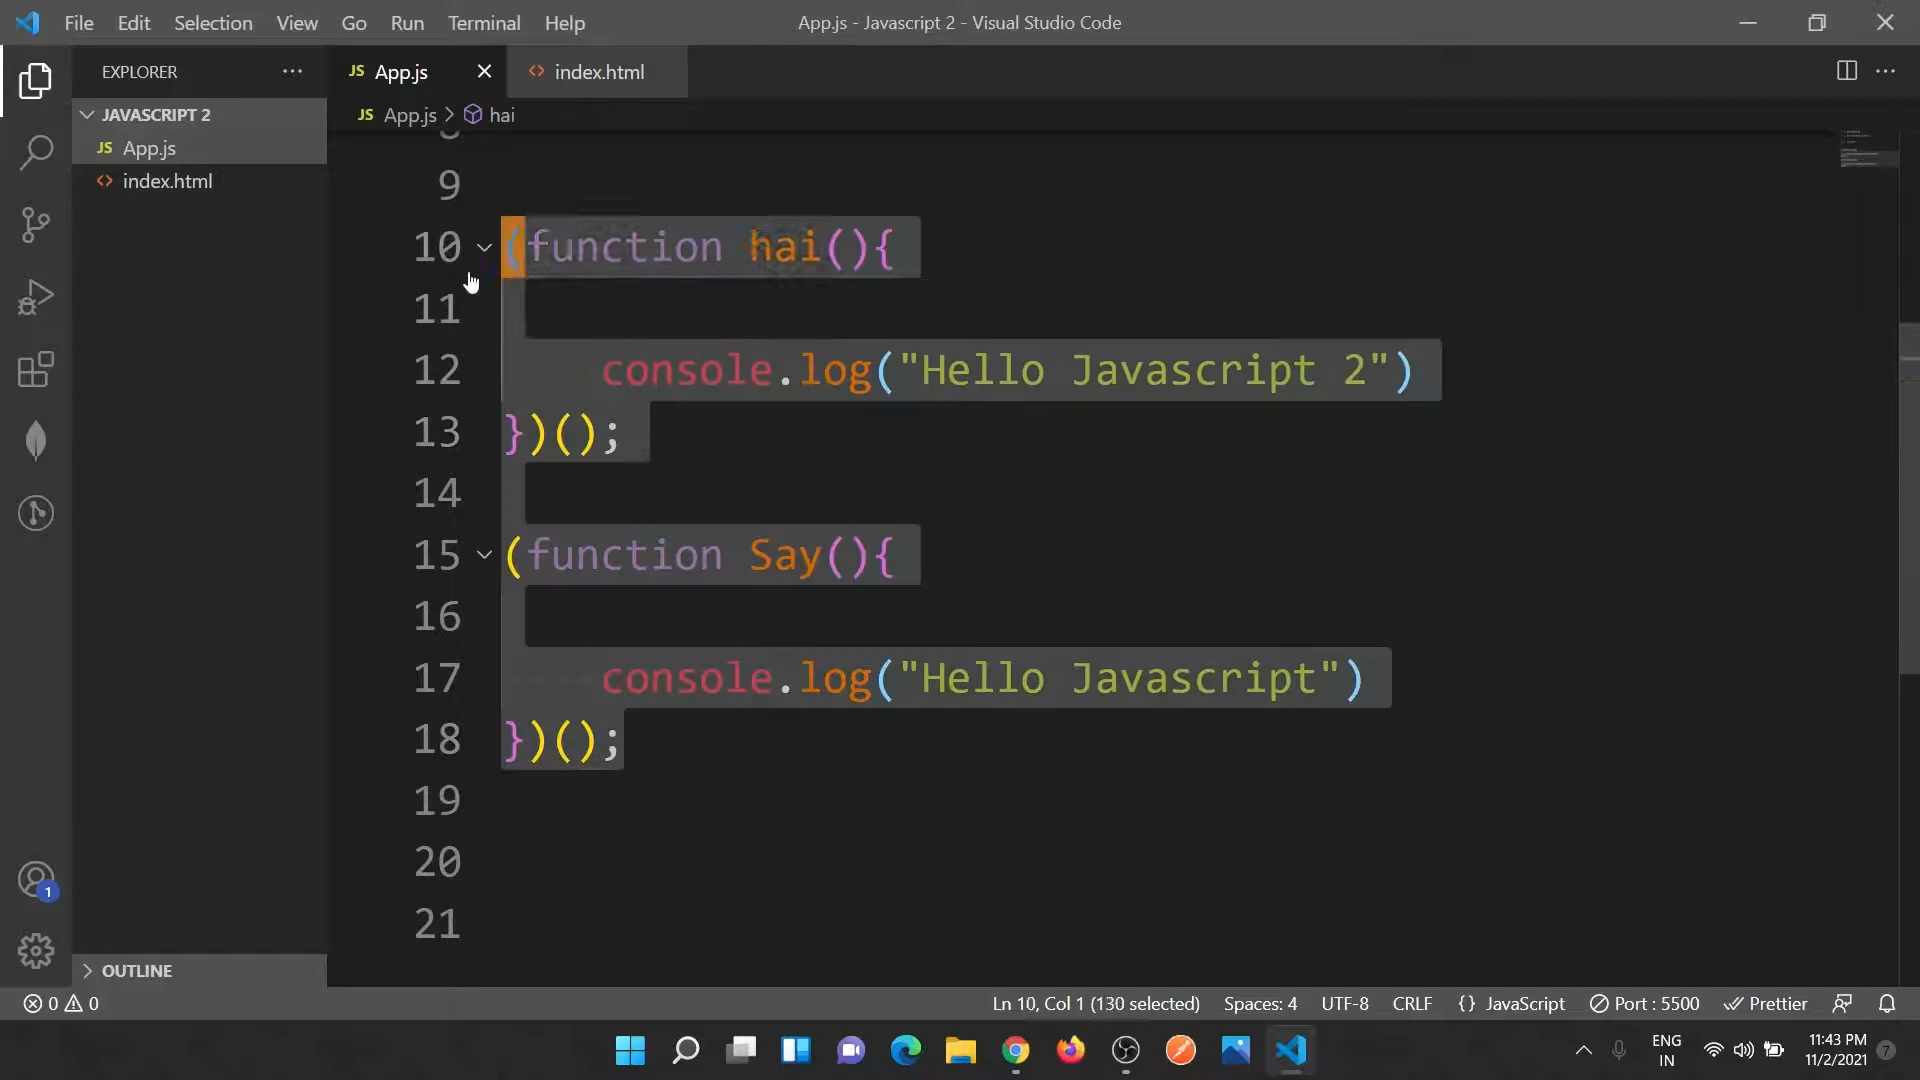 File Edit Selection View Go Run Terminal Help
App.js - Javascript 2 - Visual Studio Code
EXPLORER
JS App.js
index.html
JAVASCRIPT 2
JS App.js > hai
JS App.js
index.html
9
10 (function hai(){
11
12 console.log("Hello Javascript 2")
13 })();
14
15 (function Say(){
16
17 console.log("Hello Javascript")
18 })();
19
20
21
1
OUTLINE
0 0
Ln 10, Col 1 (130 selected) Spaces: 4 UTF-8 CRLF {} JavaScript Port : 5500 Prettier
ENG
IN
11:43 PM
11/2/2021
7